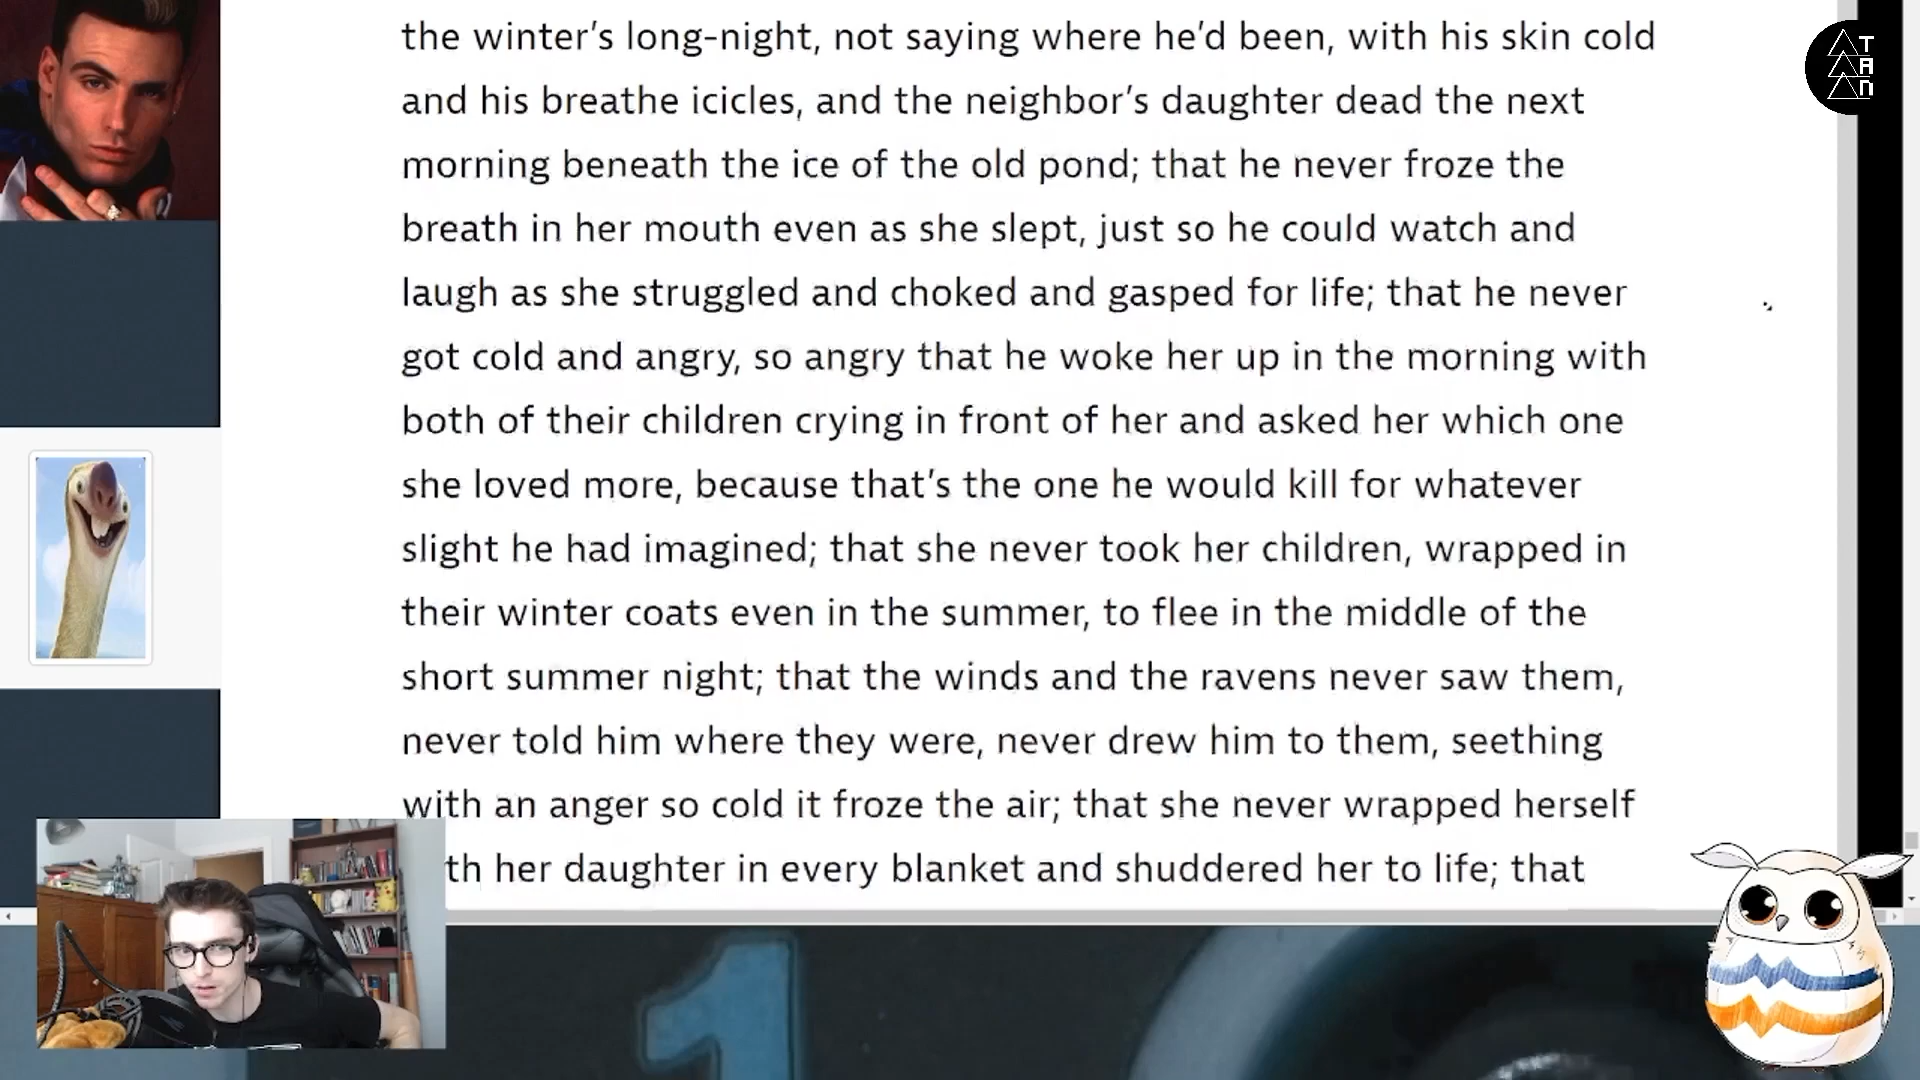 the winter’s long-night, not saying where he’d been, with his skin cold
and his breathe icicles, and the neighbor’s daughter dead the next
morning beneath the ice of the old pond; that he never froze the
breath in her mouth even as she slept, just so he could watch and
laugh as she struggled and choked and gasped for life; that he never
got cold and angry, so angry that he woke her up in the morning with
both of their children crying in front of her and asked her which one
she loved more, because that’s the one he would kill for whatever
slight he had imagined; that she never took her children, wrapped in
their winter coats even in the summer, to flee in the middle of the
short summer night; that the winds and the ravens never saw them,
never told him where they were, never drew him to them, seething
with an anger so cold it froze the air; that she never wrapped herself
th her daughter in every blanket and shuddered her to life; that
TAN
1